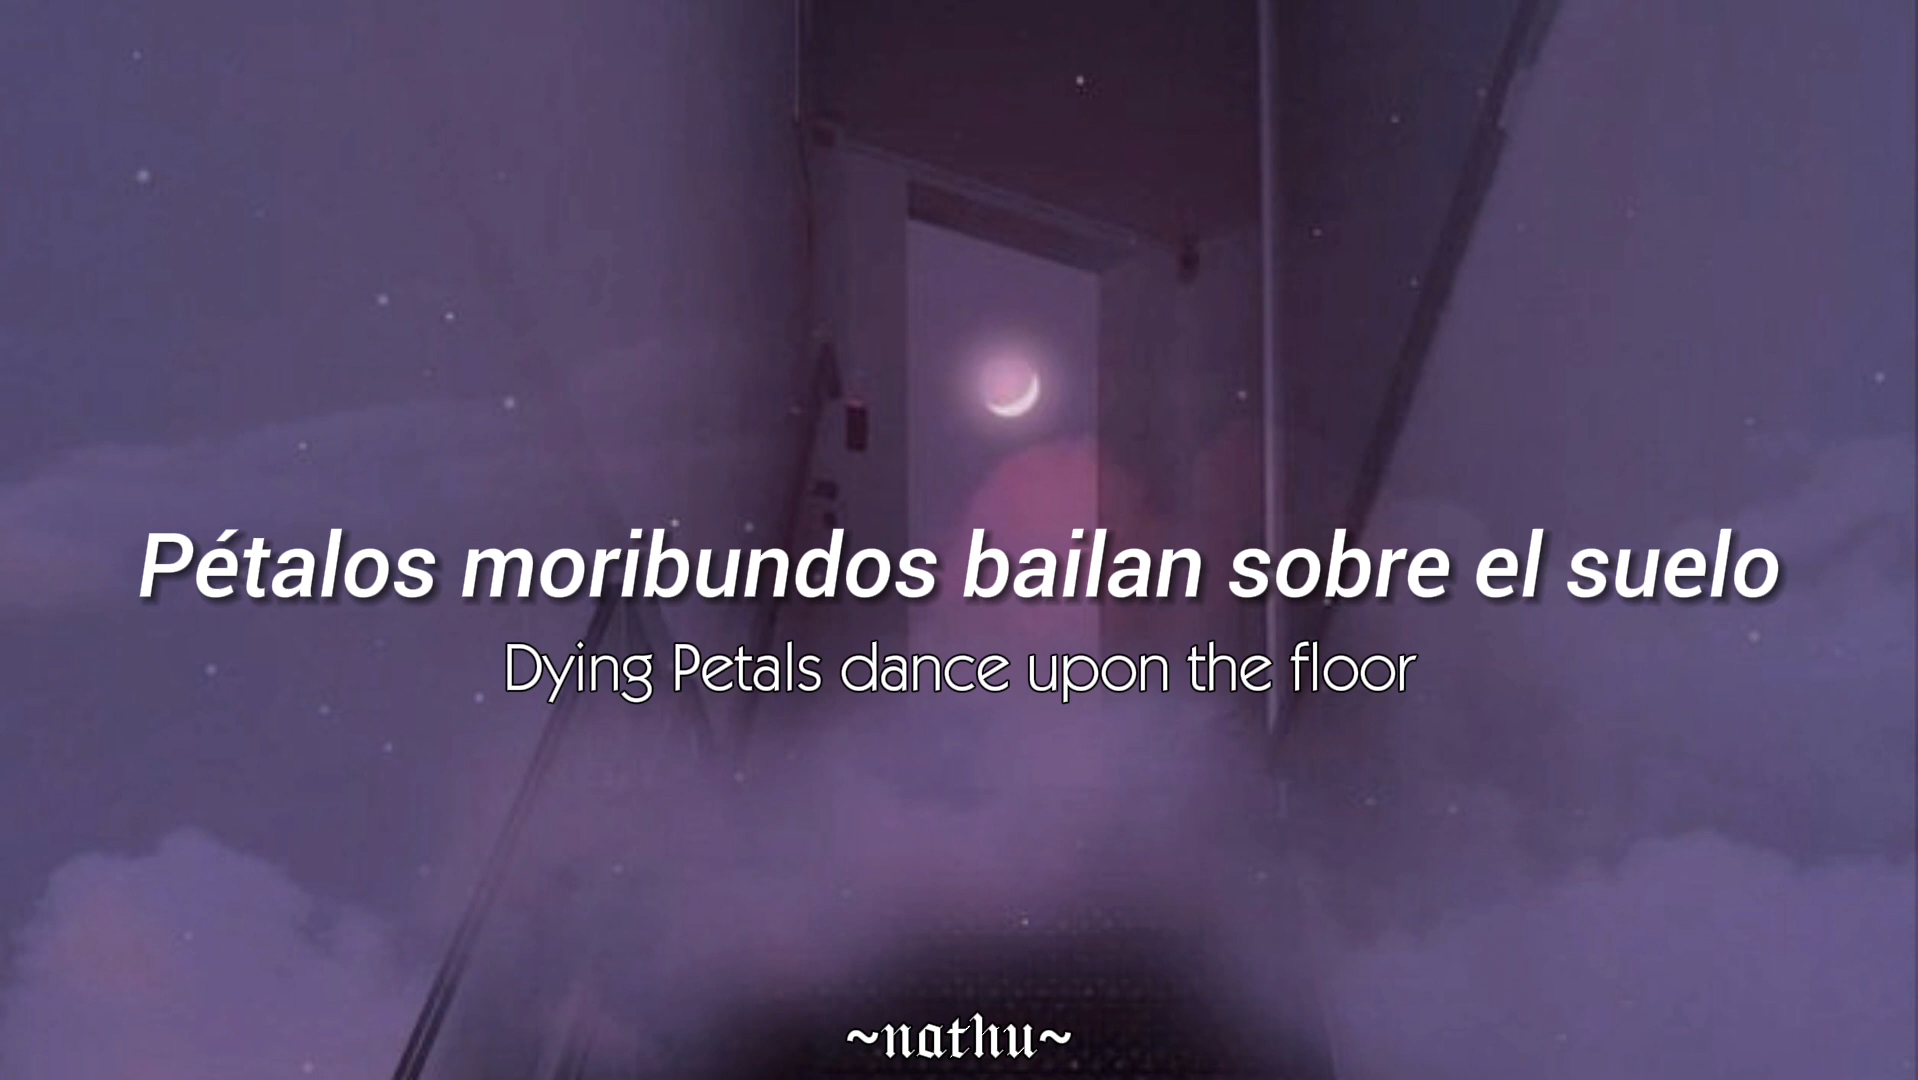 Pétalos moribundos bailan sobre el suelo
Dying Petals dance upon the floor
~nathu~